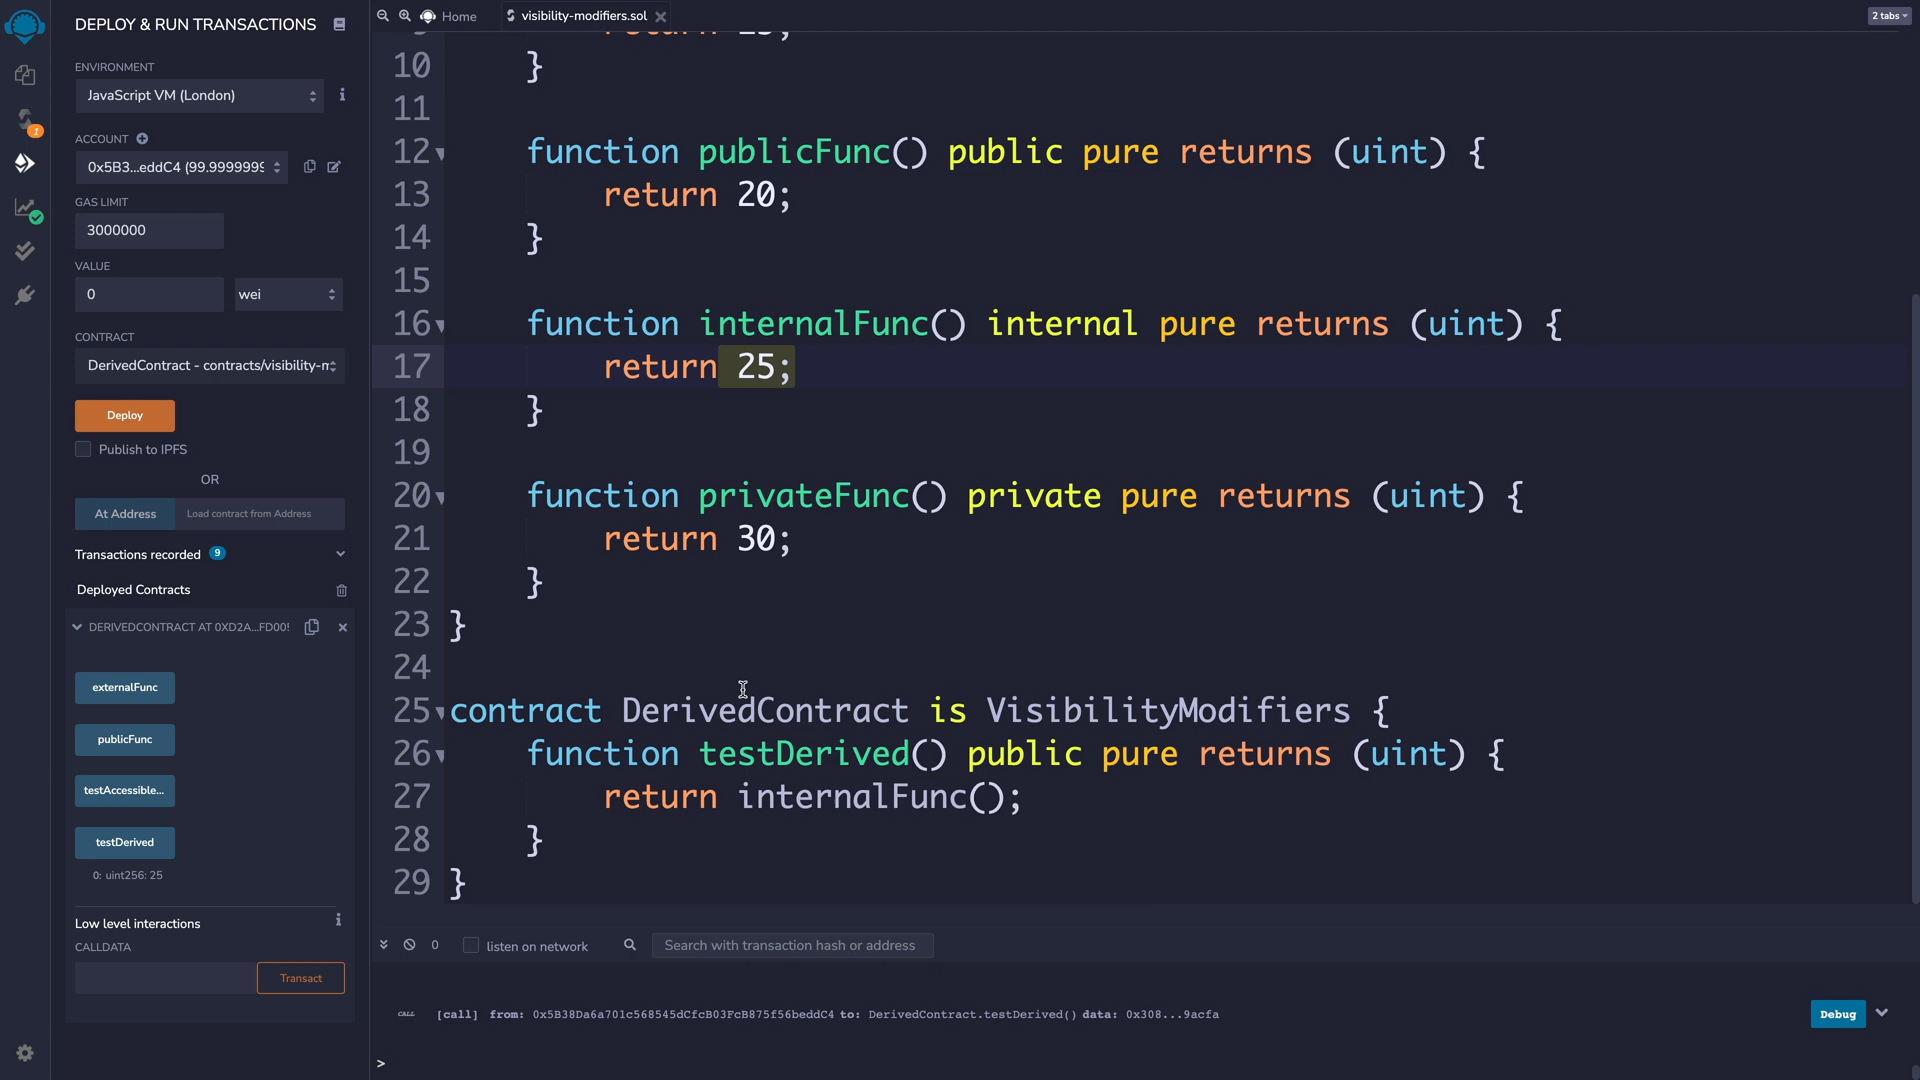 DEPLOY & RUN TRANSACTIONS
ENVIRONMENT
JavaScript VM (London)
ACCOUNT
0x5B3...eddC4 (99.9999999
GAS LIMIT
3000000
VALUE
0
wei
CONTRACT
DerivedContract - contracts/visibility-m
Deploy
Publish to IPFS
OR
At Address
Load contract from Address
Transactions recorded 9
Deployed Contracts
DERIVEDCONTRACT AT 0XD2A...FD005
externalFunc
publicFunc
testAccessible...
testDerived
0: uint256: 25
Low level interactions
CALLDATA
Transact
1
Home
visibility-modifiers.sol
2 tabs
10 }
11
12 function publicFunc() public pure returns (uint) {
13 return 20;
14 }
15
16 function internalFunc() internal pure returns (uint) {
17 return 25;
18 }
19
20 function privateFunc() private pure returns (uint) {
21 return 30;
22 }
23 }
24
25 contract DerivedContract is VisibilityModifiers {
26 function testDerived() public pure returns (uint) {
27 return internalFunc();
28 }
29 }
0
listen on network
Search with transaction hash or address
CALL [call] from: 0x5B38Da6a701c568545dCfcB03FcB875f56beddC4 to: DerivedContract.testDerived() data: 0x308...9acfa
Debug
>